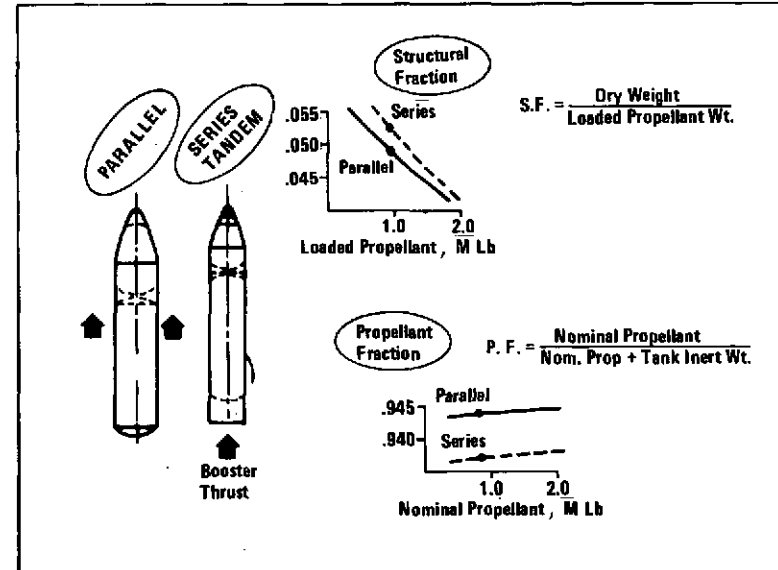 PARALLEL
SERIES
TANDEM
Booster
Thrust
Structural
Fraction
S.F. = Dry Weight
Loaded Propellant Wt.
.055
.050
.045
Series
Parallel
1.0 2.0
Loaded Propellant, M Lb
Propellant
Fraction
P. F. = Nominal Propellant
Nom. Prop + Tank Inert Wt.
.945
.940
Parallel
Series
1.0 2.0
Nominal Propellant, M Lb